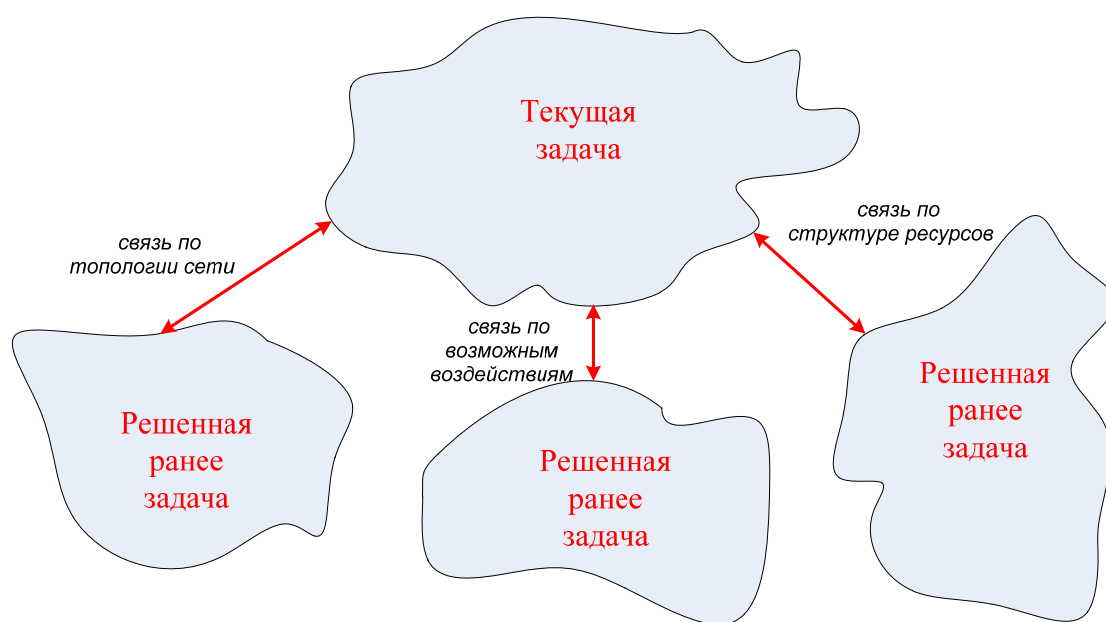 Текущая
задача
связь по
топологии сети
связь по
структуре ресурсов
связь по
возможным
воздействиям
Решенная
ранее
задача
Решенная
ранее
задача
Решенная
ранее
задача